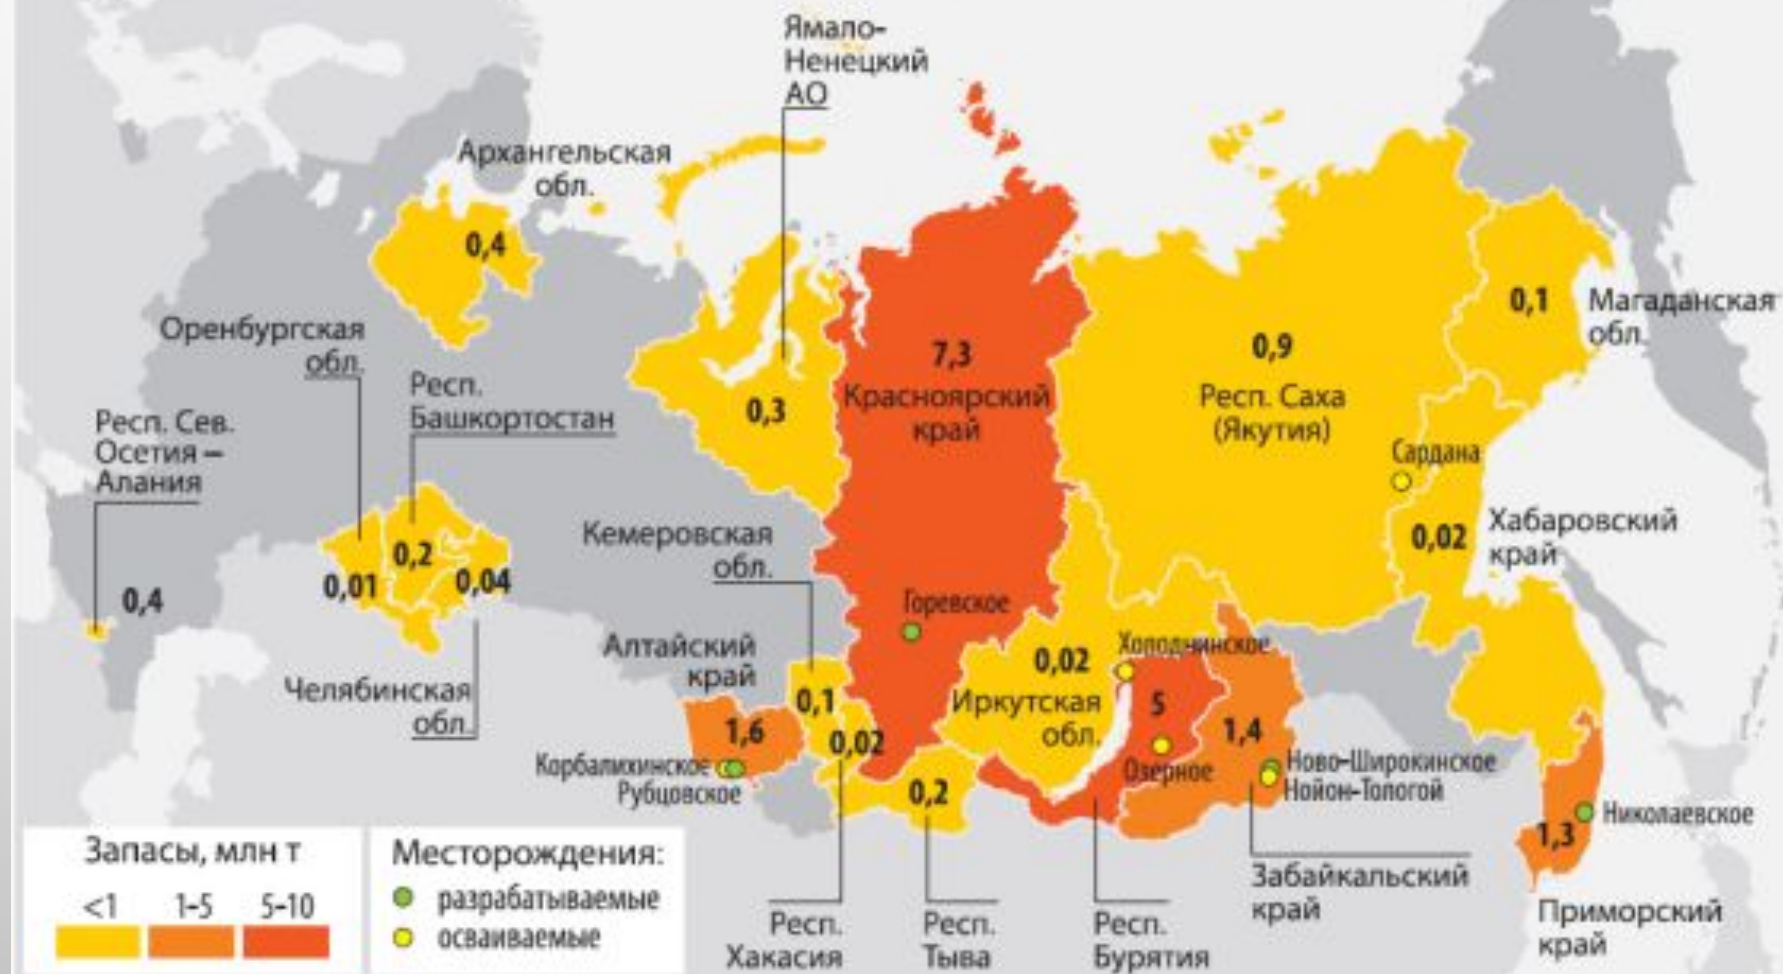 Ямало-
Ненецкий
АО
Архангельская
обл.
0,4
Оренбургская
обл.
Респ.
Башкортостан
Респ. Сев.
Осетия –
Алания
0,4
0,01
0,2
0,04
Челябинская
обл.
0,3
7,3
Красноярский
край
0,9
Респ. Саха
(Якутия)
0,1
Магаданская
обл.
Сардана
0,02
Хабаровский
край
Кемеровская
обл.
Горевское
Алтайский
край
0,1
0,02
1,6
Корбалихинское
Рубцовское
0,02
Иркутская
обл.
Холоднинское
5
Озерное
1,4
Ново-Широкинское
Нойон-Тологой
0,2
Николаевское
1,3
Забайкальский
край
Приморский
край
Респ.
Хакасия
Респ.
Тыва
Респ.
Бурятия
Запасы, млн т
<1 1-5 5-10
Месторождения:
разрабатываемые
осваиваемые